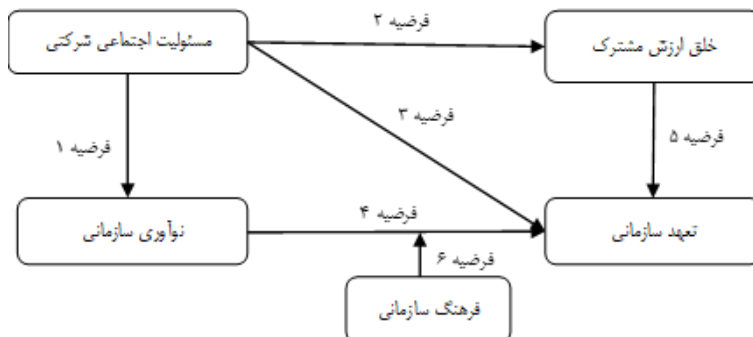 فرضیه ۲
مسئولیت اجتماعی شرکتی
خلق ارزش مشترک
فرضیه ۳
فرضیه ۱
فرضیه ۵
فرضیه ۴
نوآوری سازمانی
تعهد سازمانی
فرضیه ۶
فرهنگ سازمانی